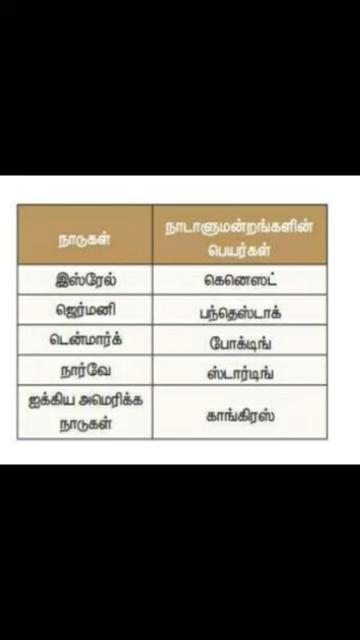 நாடுகள்
நாடாளுமன்றங்களின்
பெயர்கள்
இஸ்ரேல்
கெனெஸட்
ஜெர்மனி
பந்தெஸ்டாக்
டென்மார்க்
போக்டிங்
நார்வே
ஸ்டார்டிங்
ஐக்கிய அமெரிக்க
நாடுகள்
காங்கிரஸ்